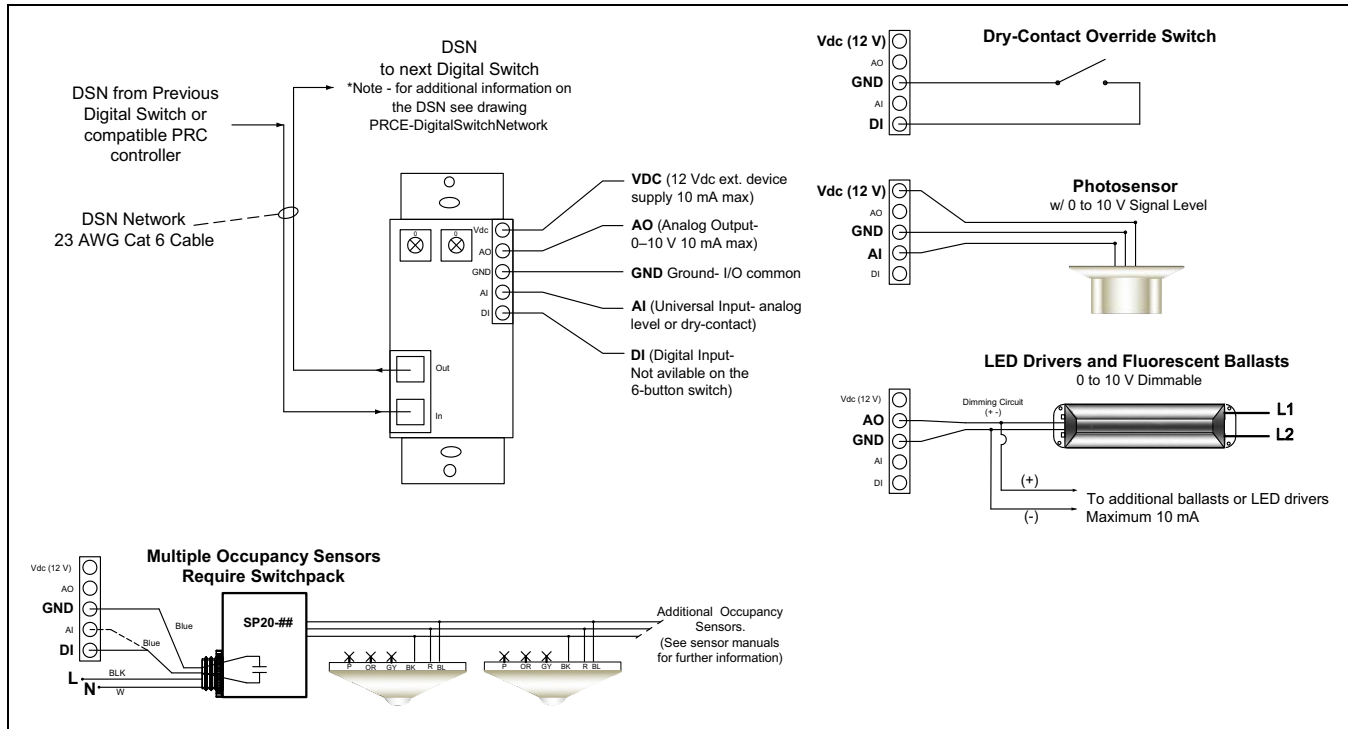 DSN
to next Digital Switch
*Note - for additional information on
the DSN see drawing
PRCE-DigitalSwitchNetwork
DSN from Previous
Digital Switch or
compatible PRC
controller
DSN Network
23 AWG Cat 6 Cable
0
0
Vdc
AO
GND
AI
DI
Out
In
VDC (12 Vdc ext. device
supply 10 mA max)
AO (Analog Output-
0–10 V 10 mA max)
GND Ground- I/O common
AI (Universal Input- analog
level or dry-contact)
DI (Digital Input-
Not avilable on the
6-button switch)
Dry-Contact Override Switch
Vdc (12 V)
AO
GND
AI
DI
Photosensor
w/ 0 to 10 V Signal Level
Vdc (12 V)
AO
GND
AI
DI
LED Drivers and Fluorescent Ballasts
0 to 10 V Dimmable
Vdc (12 V)
AO
GND
AI
DI
Dimming Circuit
(+ -)
L1
L2
(+)
(-)
To additional ballasts or LED drivers
Maximum 10 mA
Multiple Occupancy Sensors
Require Switchpack
Vdc (12 V)
AO
GND
AI
DI
Blue
Blue
L
BLK
N
W
SP20-##
P OR GY BK R BL
P OR GY BK R BL
Additional Occupancy
Sensors.
(See sensor manuals
for further information)